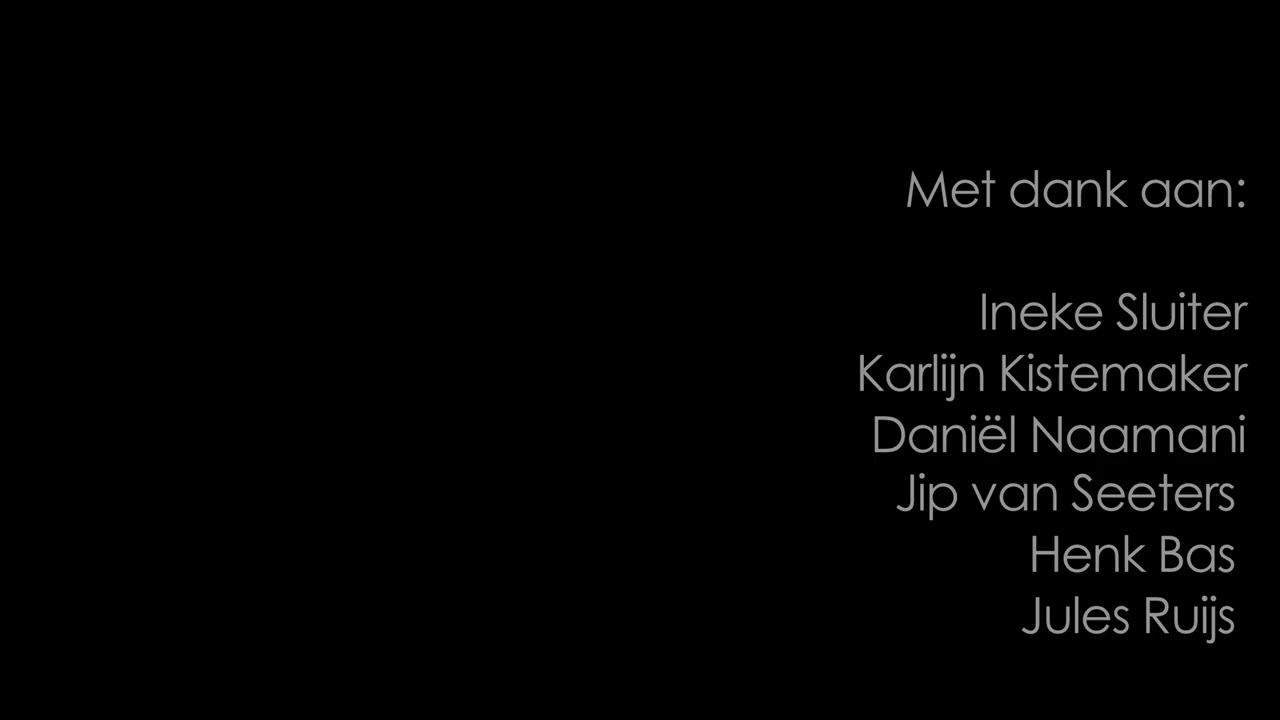 Met dank aan:
Ineke Sluiter
Karlijn Kistemaker
Daniël Naamani
Jip van Seeters
Henk Bas
Jules Ruijs